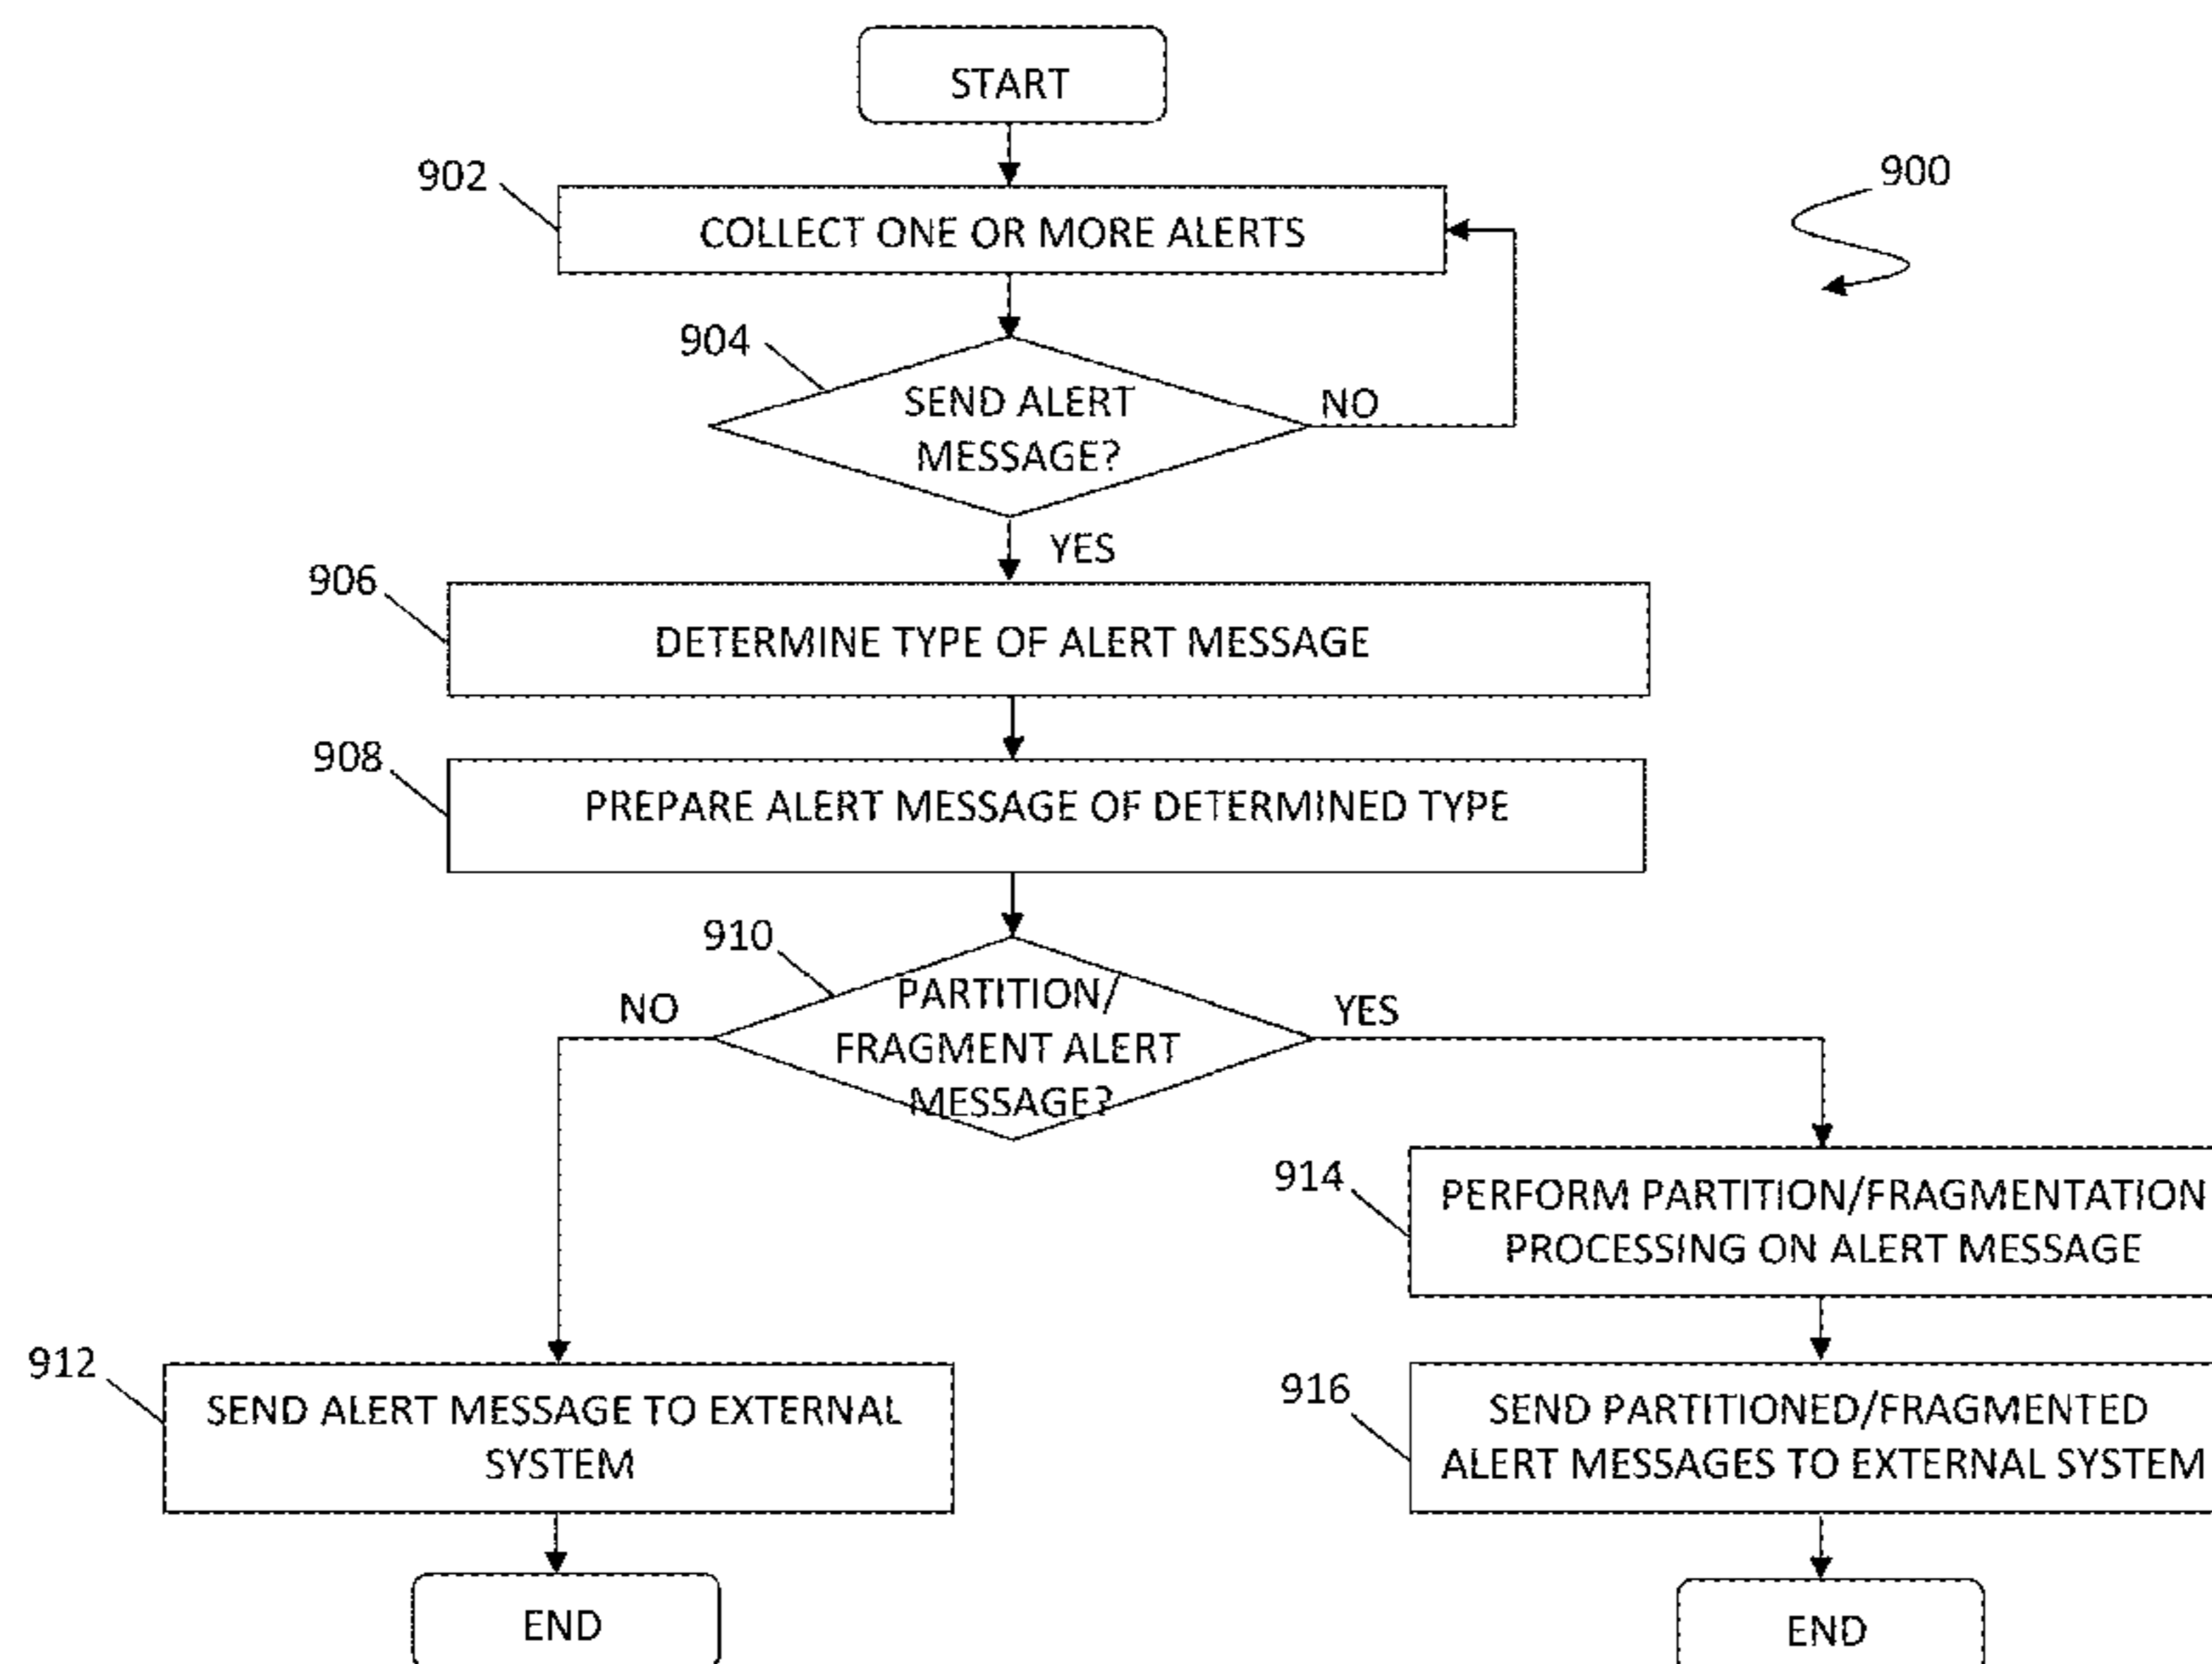 START
902
900
COLLECT ONE OR MORE ALERTS
904
SEND ALERT
MESSAGE?
NO
YES
906
DETERMINE TYPE OF ALERT MESSAGE
908
PREPARE ALERT MESSAGE OF DETERMINED TYPE
910
PARTITION/
FRAGMENT ALERT
MESSAGE?
NO
YES
914
PERFORM PARTITION/FRAGMENTATION
PROCESSING ON ALERT MESSAGE
912
SEND ALERT MESSAGE TO EXTERNAL
SYSTEM
916
SEND PARTITIONED/FRAGMENTED
ALERT MESSAGES TO EXTERNAL SYSTEM
END
END